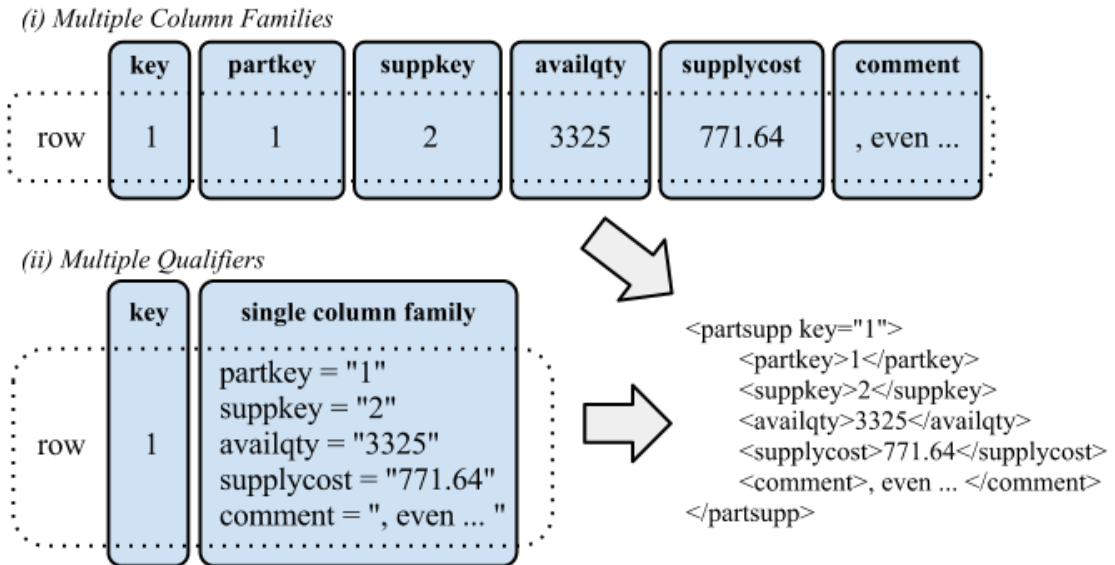 (i) Multiple Column Families
key partkey suppkey availqty supplycost comment
row 1 1 2 3325 771.64 , even ...
(ii) Multiple Qualifiers
key single column family
row 1
partkey = "1"
suppkey = "2"
availqty = "3325"
supplycost = "771.64"
comment = ", even ... "
<partsupp key="1">
<partkey>1</partkey>
<suppkey>2</suppkey>
<availqty>3325</availqty>
<supplycost>771.64</supplycost>
<comment>, even ... </comment>
</partsupp>